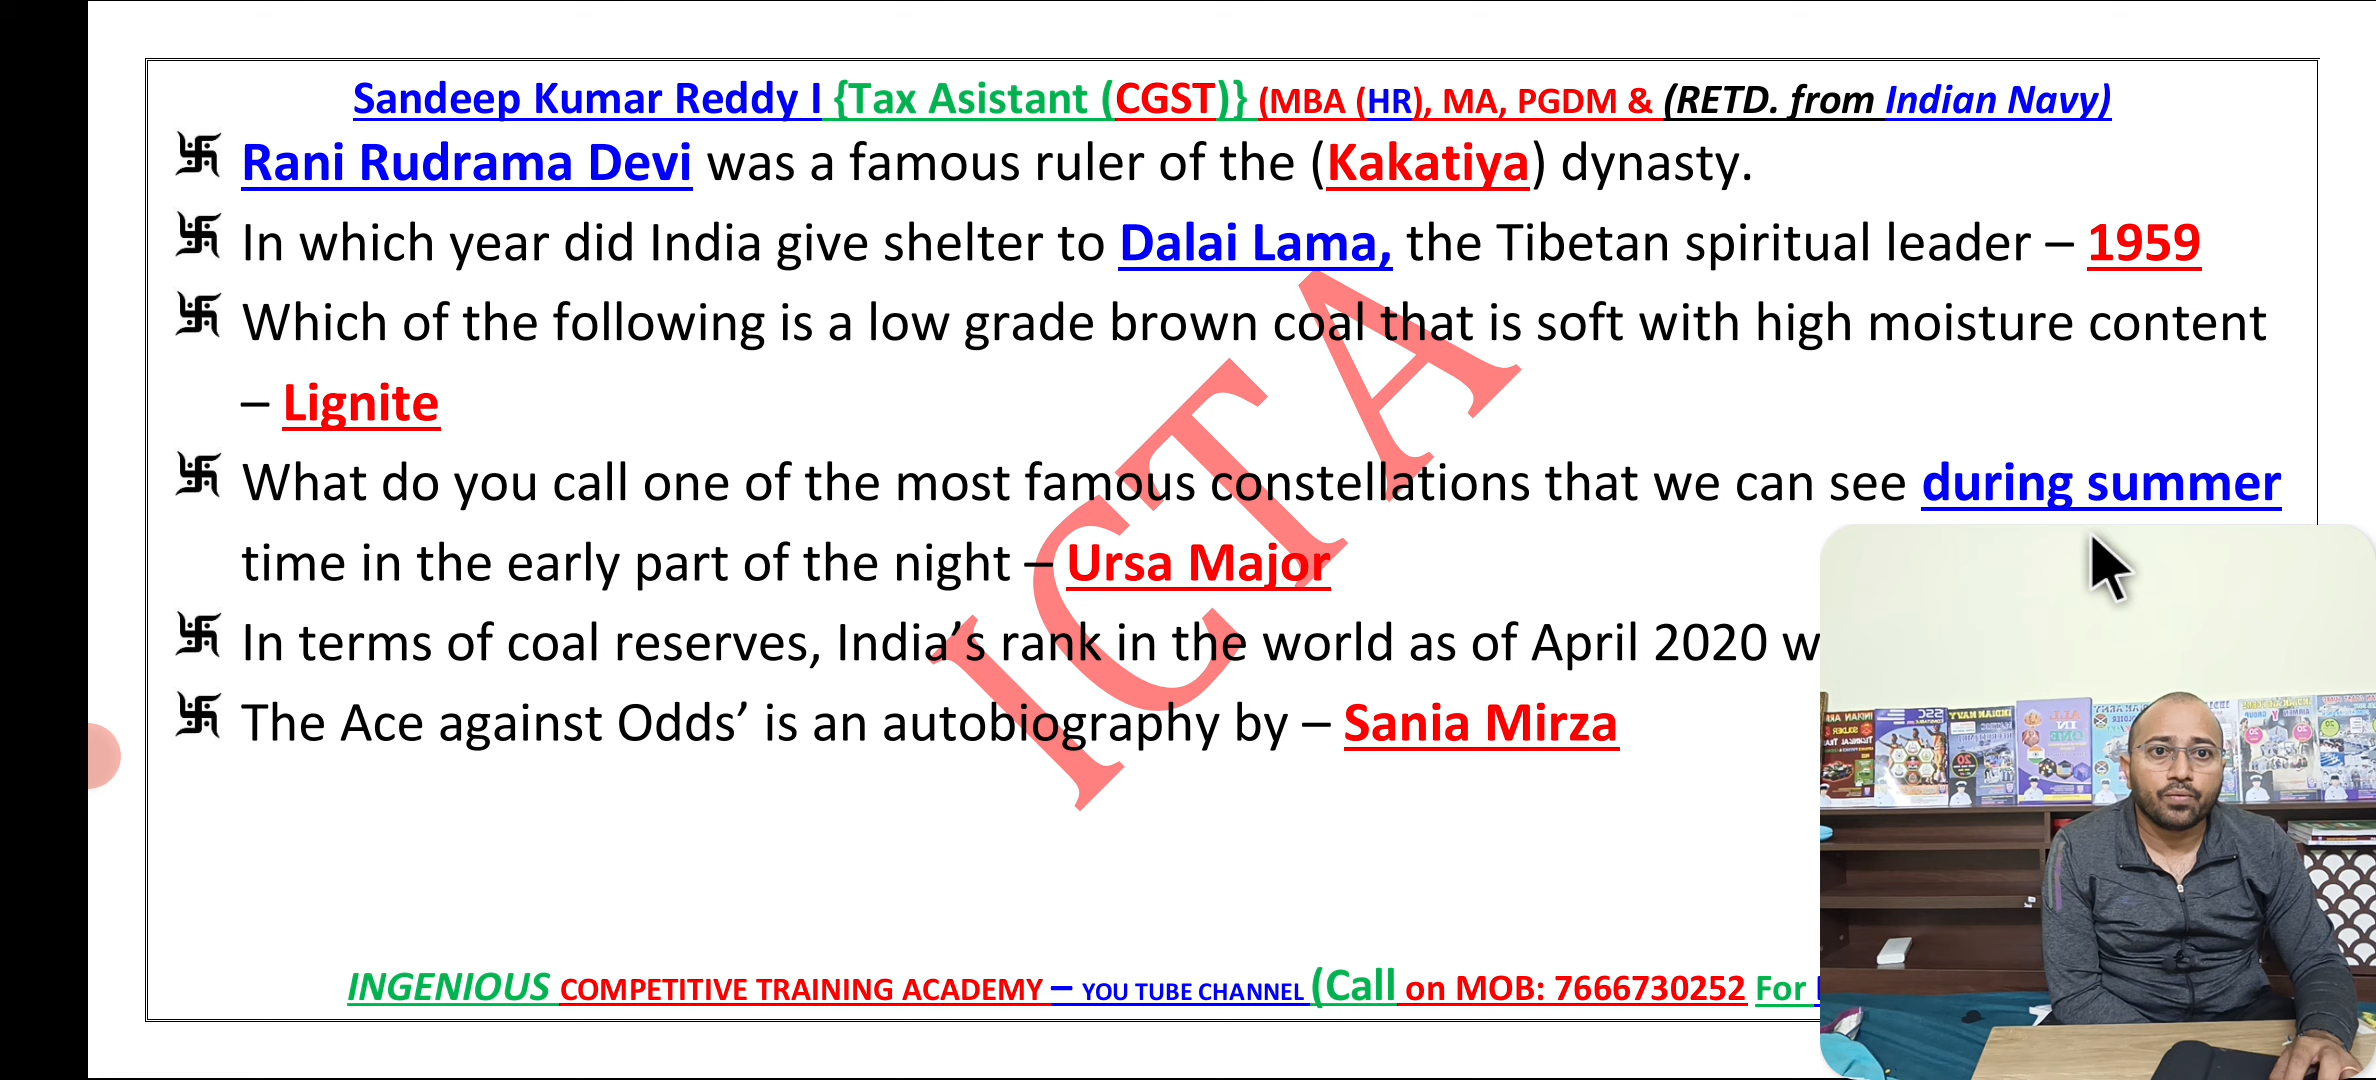 Sandeep Kumar Reddy I {Tax Asistant (CGST)} (MBA (HR), MA, PGDM & (RETD. from Indian Navy)
Rani Rudrama Devi was a famous ruler of the (Kakatiya) dynasty.
In which year did India give shelter to Dalai Lama, the Tibetan spiritual leader – 1959
Which of the following is a low grade brown coal that is soft with high moisture content
– Lignite
What do you call one of the most famous constellations that we can see during summer
time in the early part of the night – Ursa Major
In terms of coal reserves, India’s rank in the world as of April 2020 w
The Ace against Odds’ is an autobiography by – Sania Mirza
ICTA
INGENIOUS COMPETITIVE TRAINING ACADEMY – YOU TUBE CHANNEL (Call on MOB: 7666730252 For
SSC
INDIAN NAVY
ALL
IN
ONE